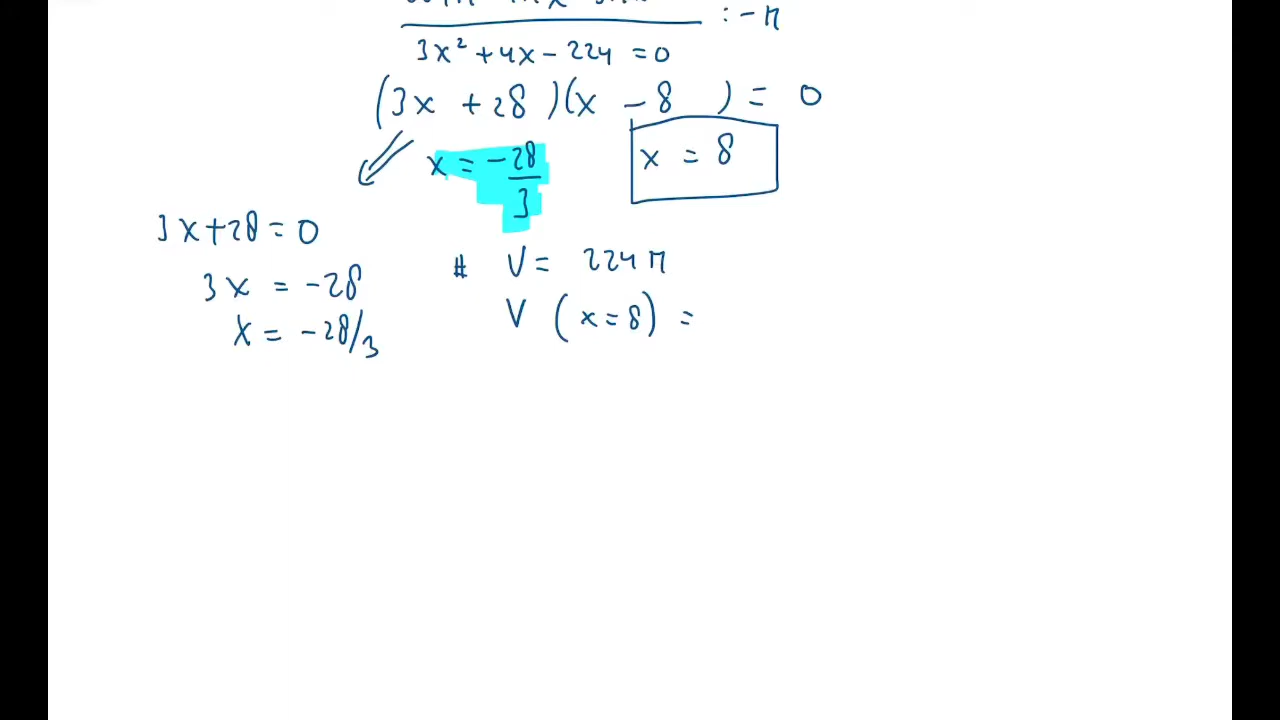 : - π
3x² + 4x - 224 = 0
(3x + 28)(x - 8) = 0
x = -28/3
x = 8
3x + 28 = 0
3x = -28
x = -28/3
# V = 224 π
V (x = 8) =